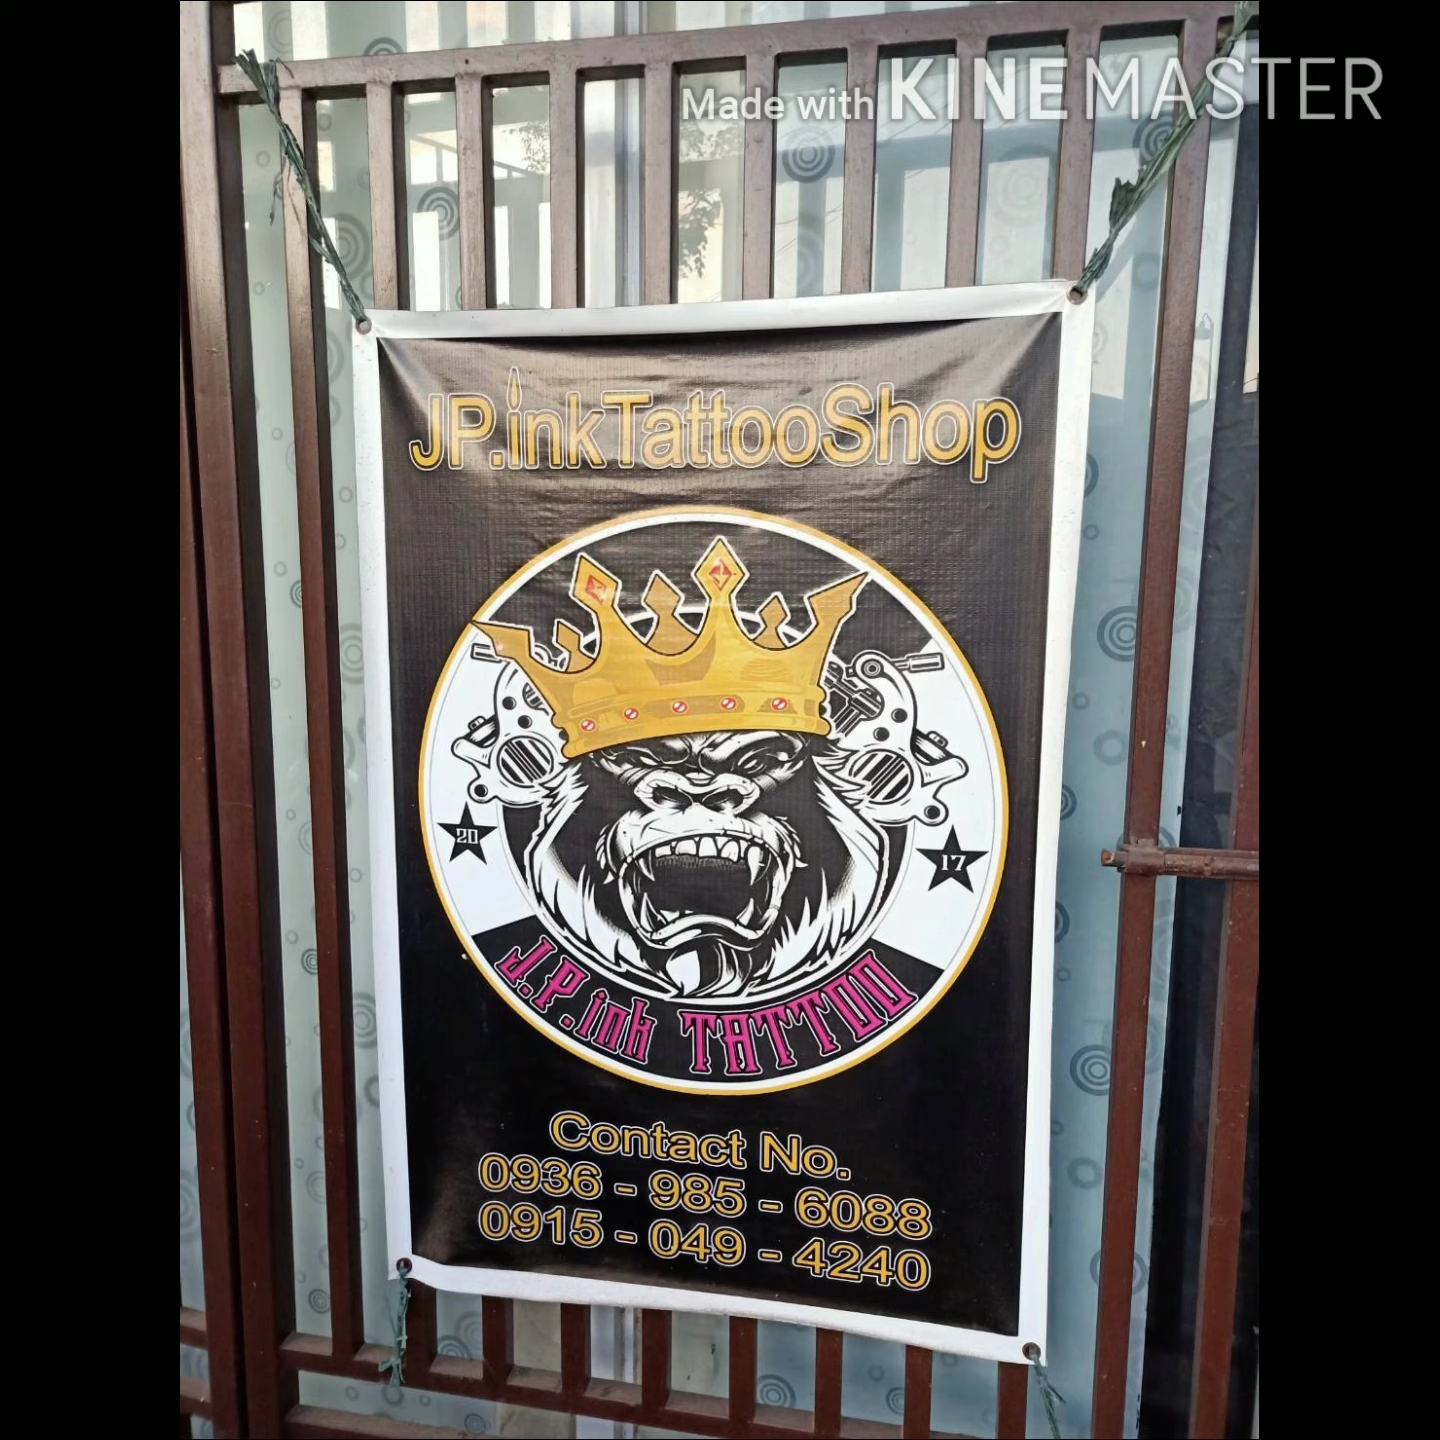 Made with KINEMASTER
JP.inkTattooShop
20
17
J.P.ink TATTOO
Contact No.
0936 - 985 - 6088
0915 - 049 - 4240